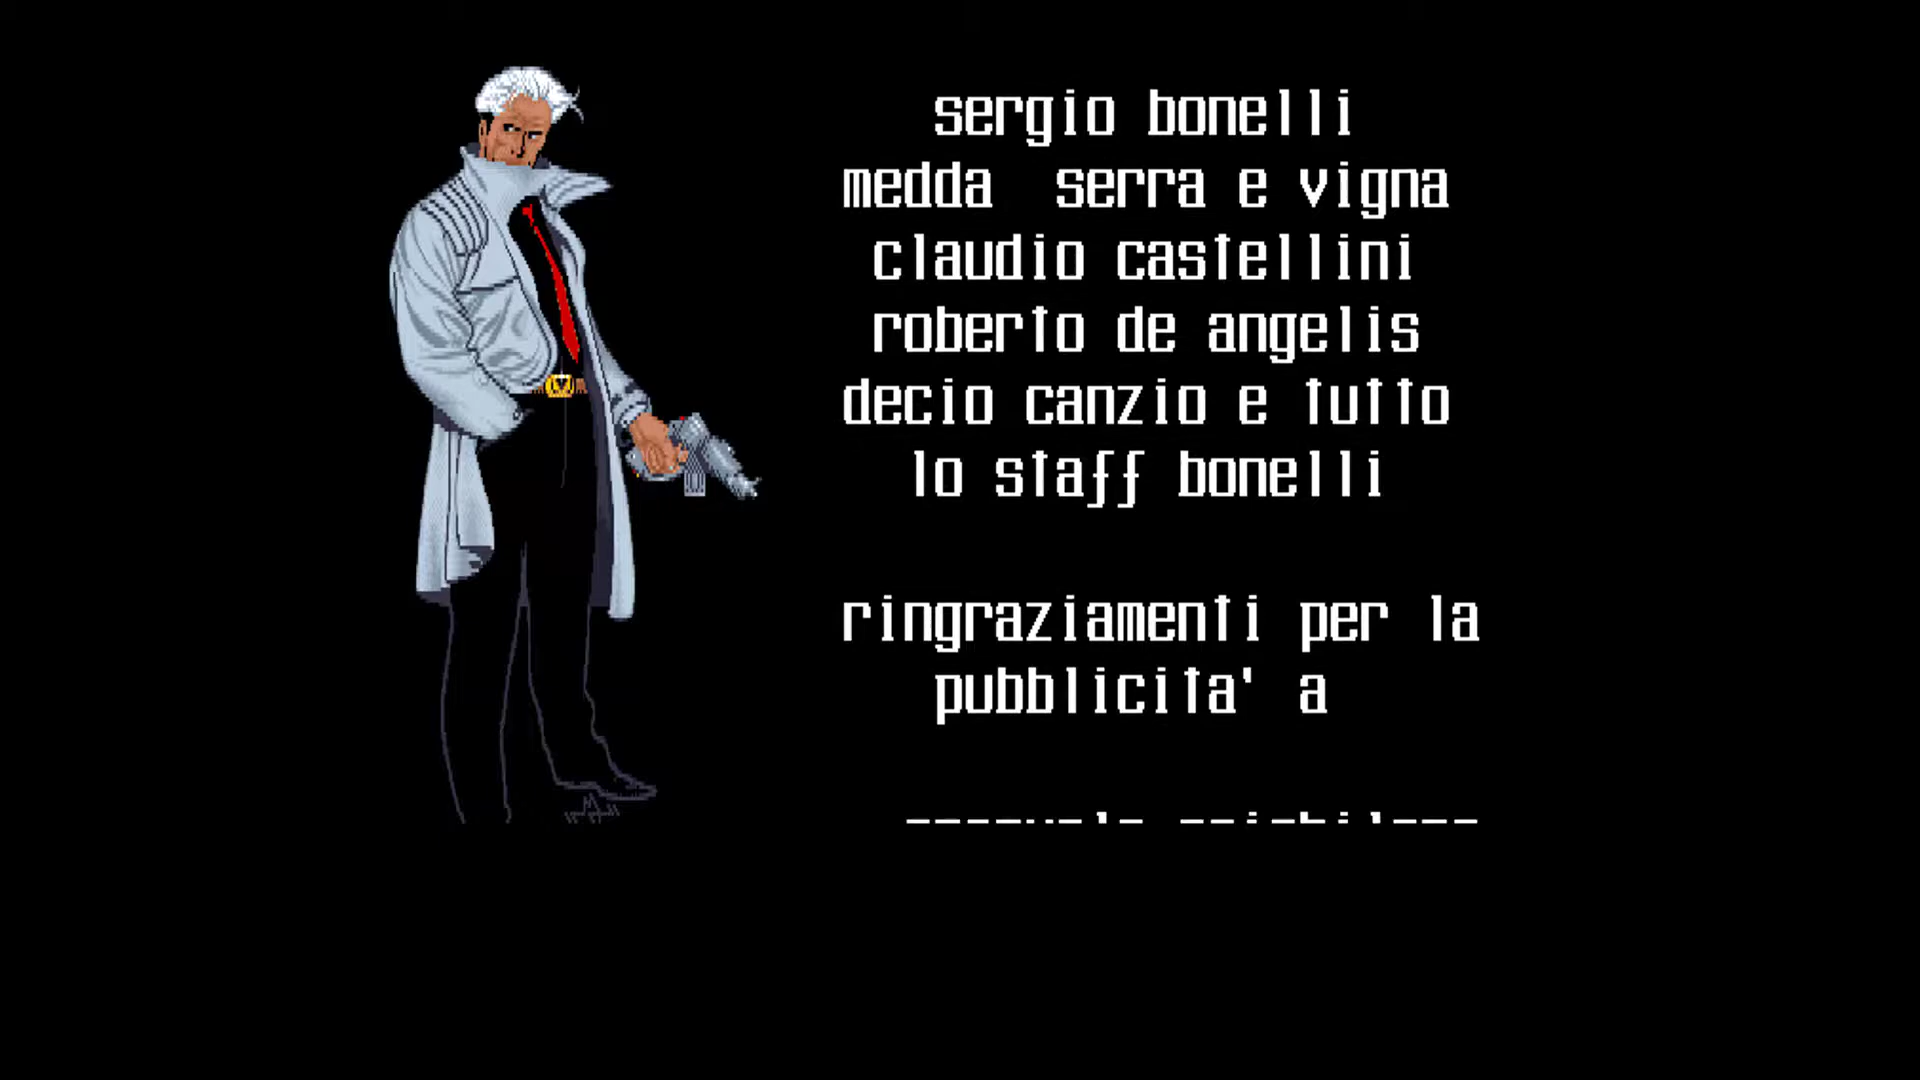 sergio bonelli
medda serra e vigna
claudio castellini
roberto de angelis
decio canzio e tutto
lo staff bonelli
ringraziamenti per la
pubblicita' a